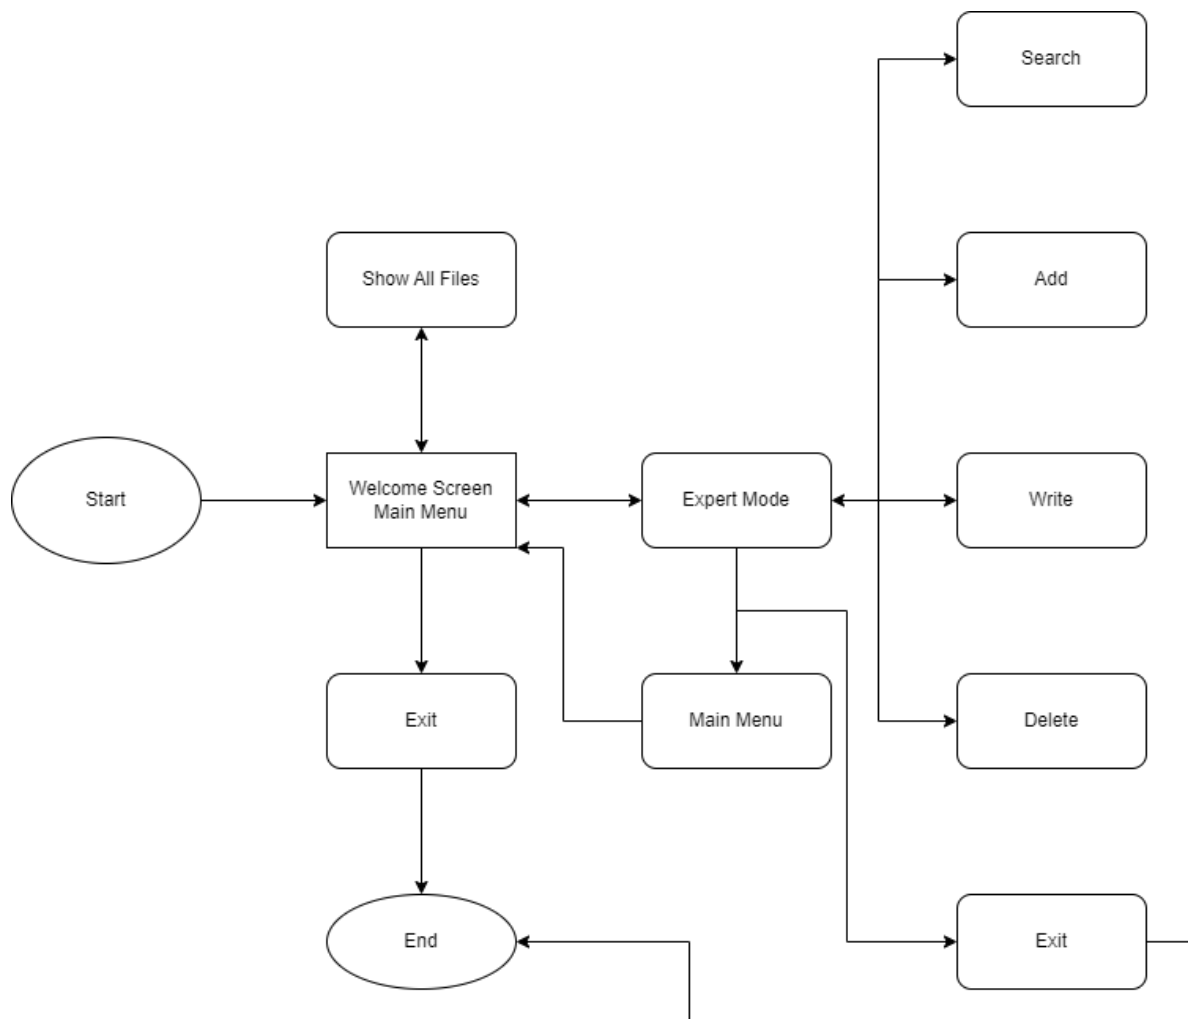 Search
Show All Files
Add
Start
Welcome Screen
Main Menu
Expert Mode
Write
Exit
Main Menu
Delete
End
Exit